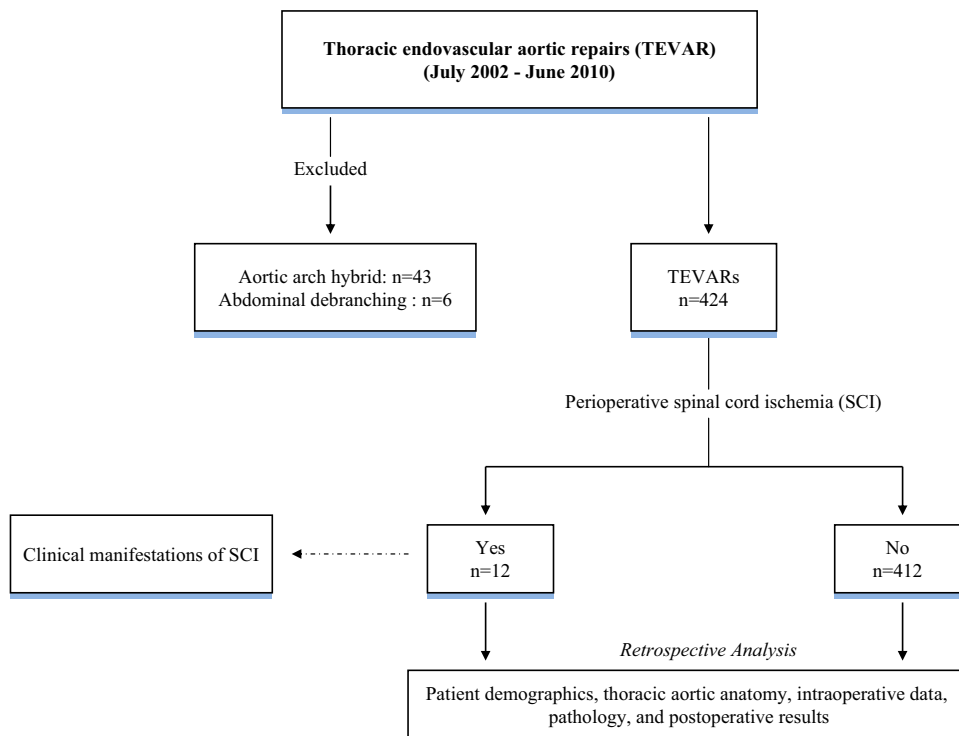 Thoracic endovascular aortic repairs (TEVAR)
(July 2002 - June 2010)
Excluded
Aortic arch hybrid: n=43
Abdominal debranching : n=6
TEVARs
n=424
Perioperative spinal cord ischemia (SCI)
Clinical manifestations of SCI
Yes
n=12
No
n=412
Retrospective Analysis
Patient demographics, thoracic aortic anatomy, intraoperative data,
pathology, and postoperative results